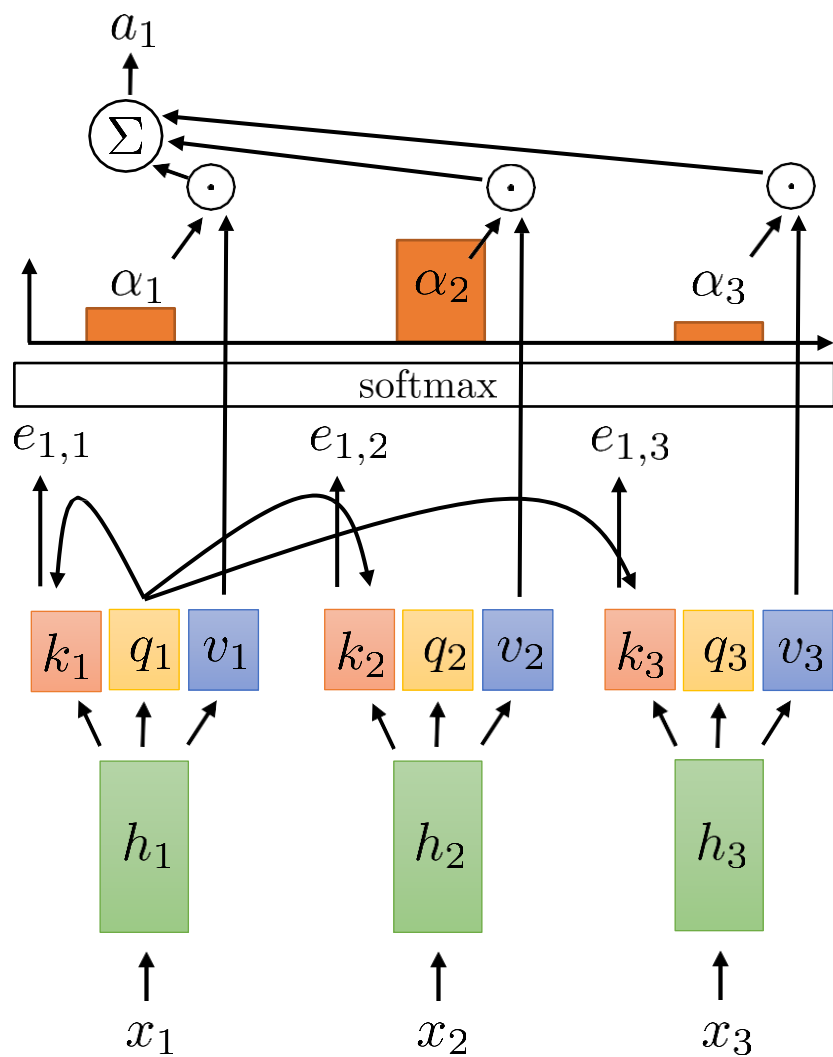 a₁
Σ
α₁ α₂ α₃
softmax
e₁,₁ e₁,₂ e₁,₃
k₁ q₁ v₁ k₂ q₂ v₂ k₃ q₃ v₃
h₁ h₂ h₃
x₁ x₂ x₃